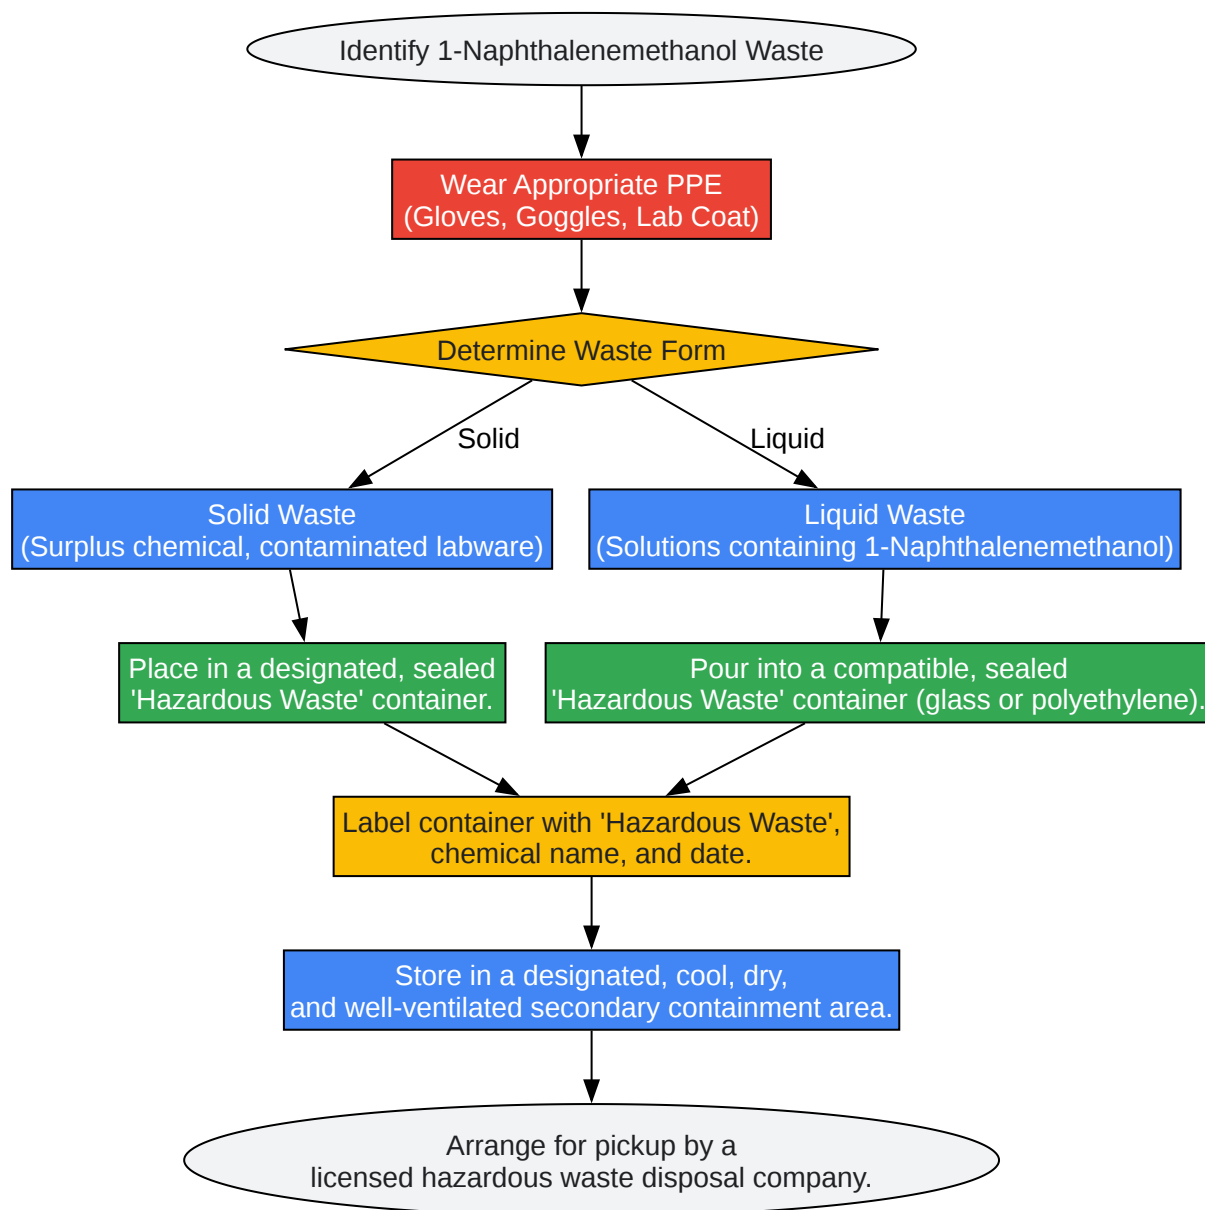 Identify 1-Naphthalenemethanol Waste
Wear Appropriate PPE
(Gloves, Goggles, Lab Coat)
Determine Waste Form
Solid
Liquid
Solid Waste
(Surplus chemical, contaminated labware)
Liquid Waste
(Solutions containing 1-Naphthalenemethanol)
Place in a designated, sealed
'Hazardous Waste' container.
Pour into a compatible, sealed
'Hazardous Waste' container (glass or polyethylene).
Label container with 'Hazardous Waste',
chemical name, and date.
Store in a designated, cool, dry,
and well-ventilated secondary containment area.
Arrange for pickup by a
licensed hazardous waste disposal company.